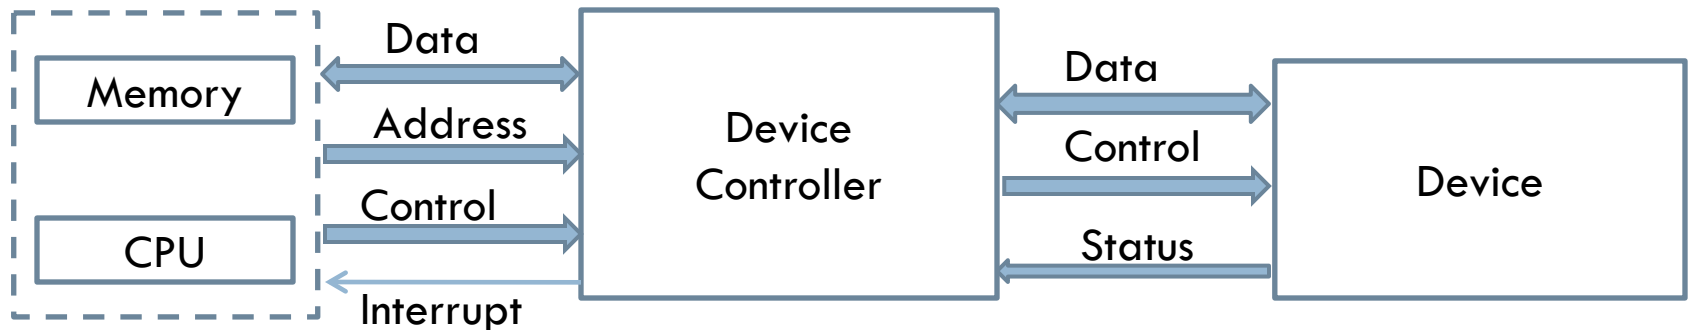 Memory
CPU
Data
Address
Control
Interrupt
Device
Controller
Data
Control
Status
Device